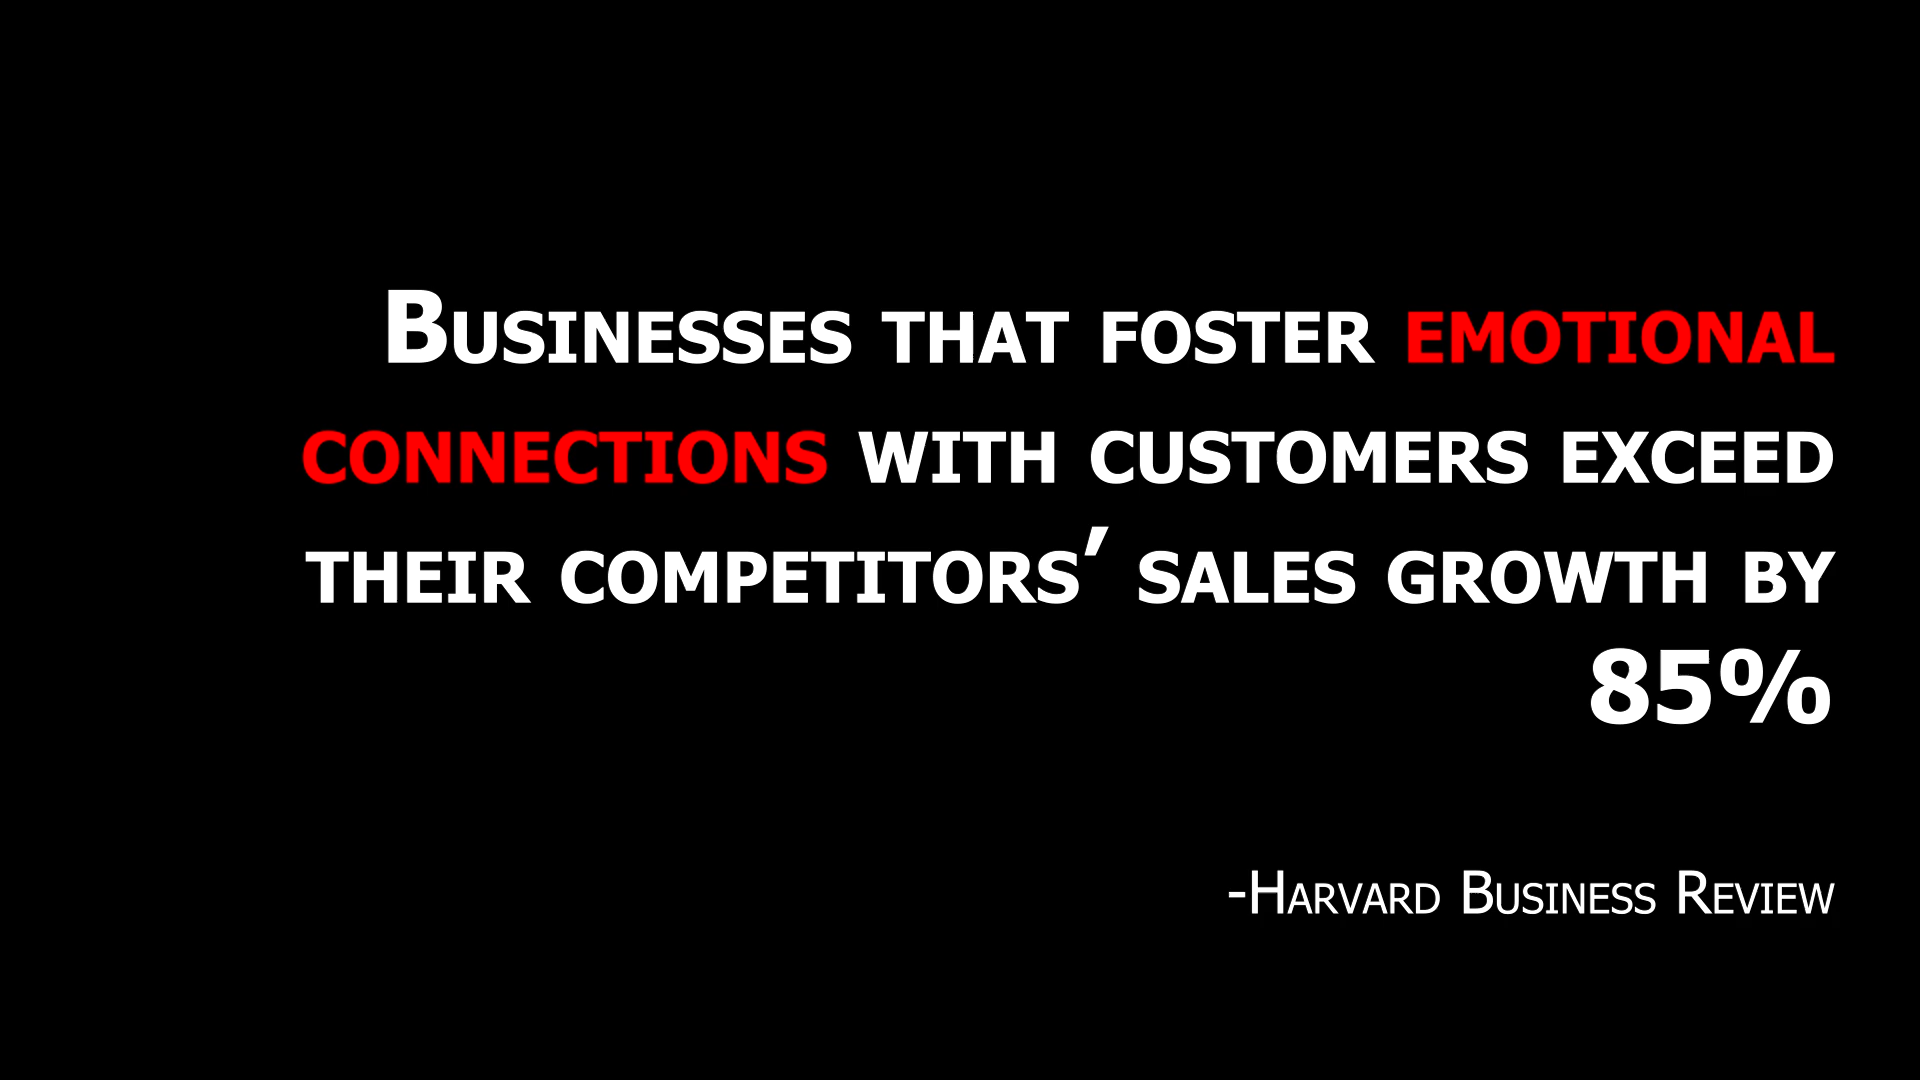 Businesses that foster emotional
connections with customers exceed
their competitors’ sales growth by
85%
-Harvard Business Review